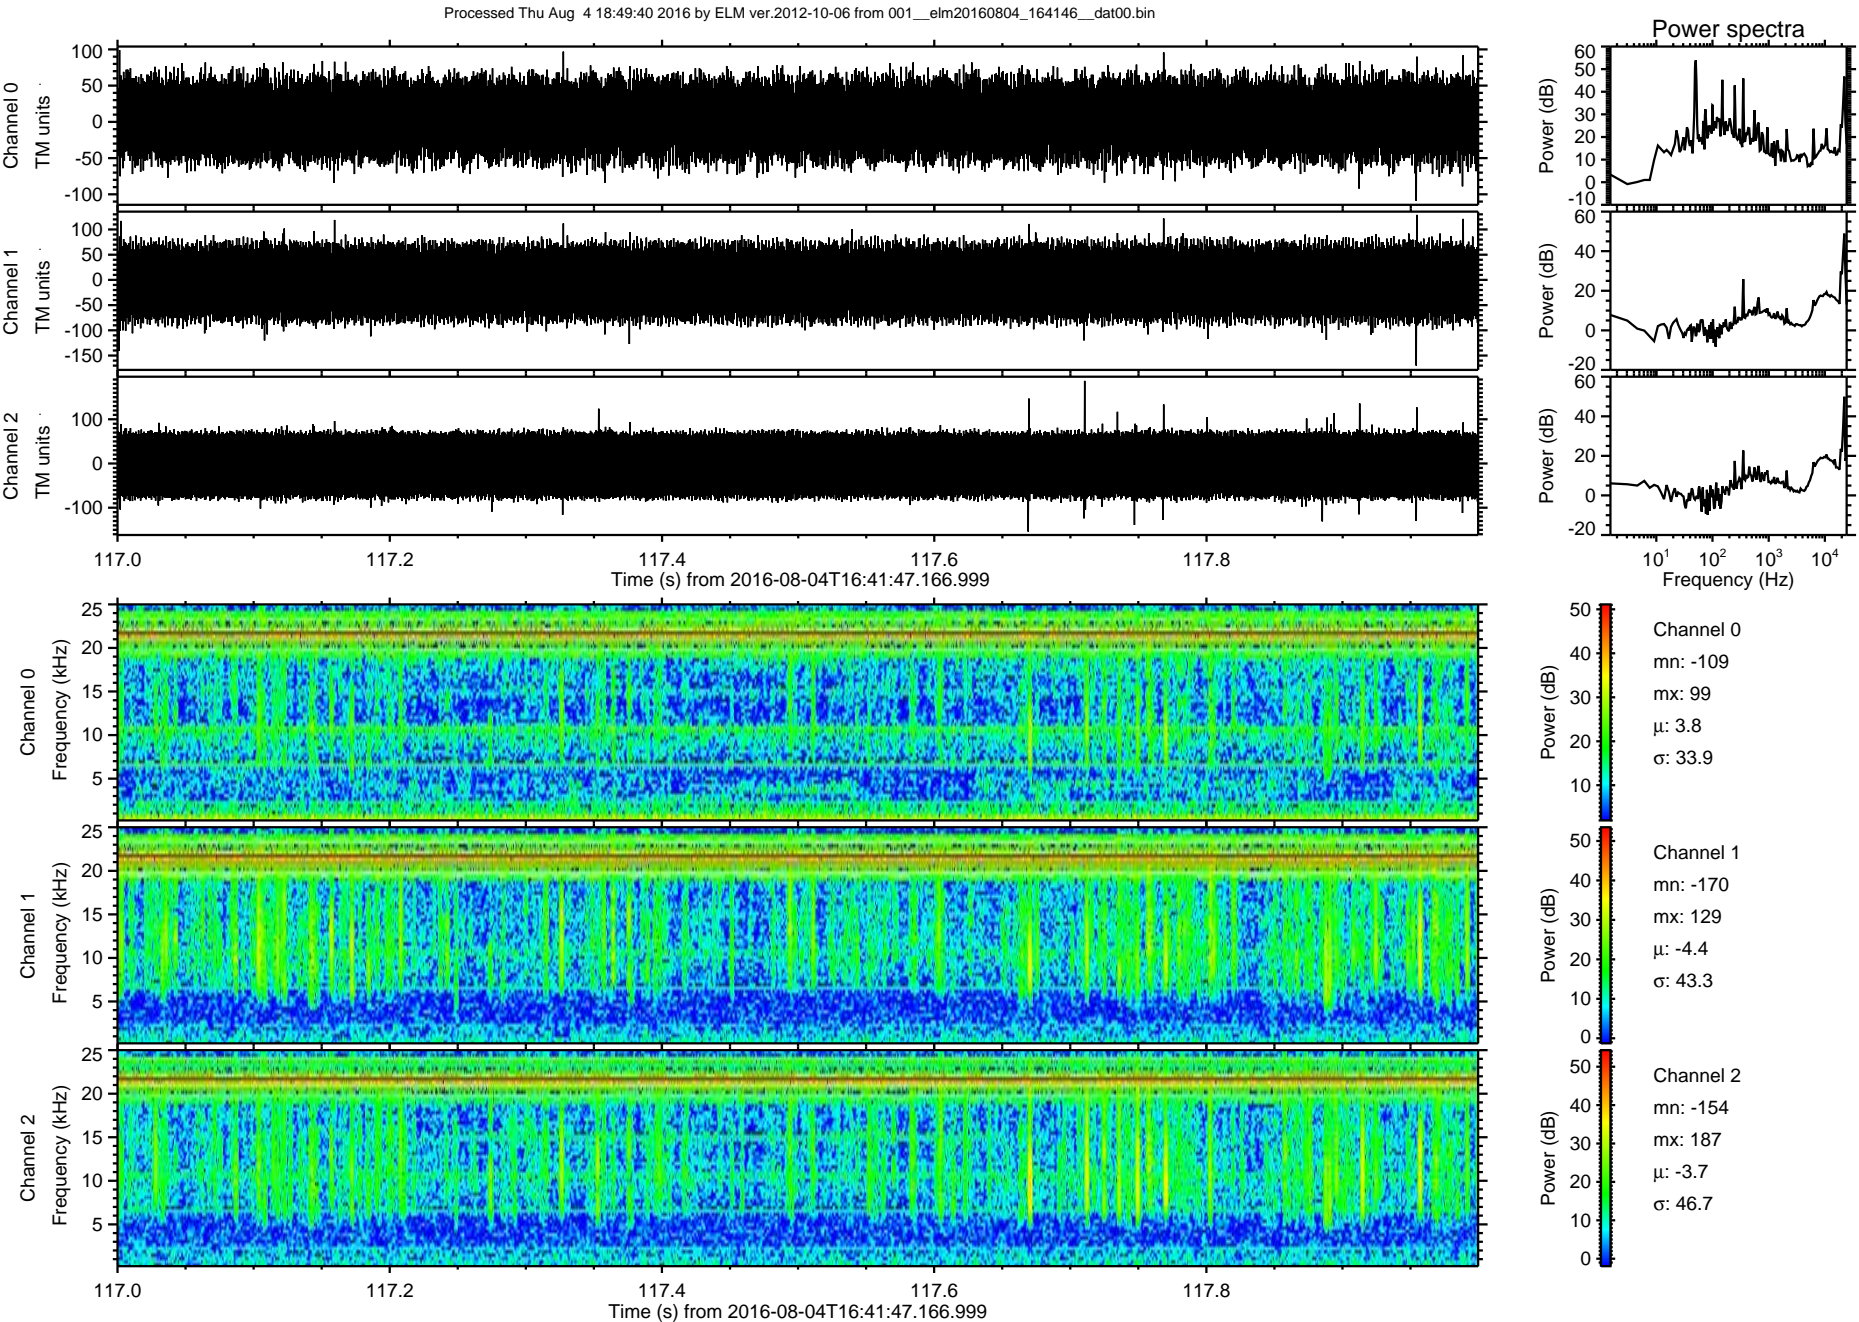 Processed Thu Aug  4 18:49:40 2016 by ELM ver.2012-10-06 from 001__elm20160804_164146__dat00.bin
Power spectra
Channel 0
TM units
100
50
0
-50
-100
Power (dB)
60
50
40
30
20
10
0
-10
Channel 1
TM units
100
50
0
-50
-100
-150
Power (dB)
60
40
20
0
-20
Channel 2
TM units
100
0
-100
Power (dB)
60
40
20
0
-20
117.0 117.2 117.4 117.6 117.8
Time (s) from 2016-08-04T16:41:47.166.999
10¹ 10² 10³ 10⁴
Frequency (Hz)
Channel 0
Frequency (kHz)
25
20
15
10
5
Power (dB)
50
40
30
20
10
Channel 0
mn: -109
mx: 99
μ: 3.8
σ: 33.9
Channel 1
Frequency (kHz)
25
20
15
10
5
Power (dB)
50
40
30
20
10
0
Channel 1
mn: -170
mx: 129
μ: -4.4
σ: 43.3
Channel 2
Frequency (kHz)
25
20
15
10
5
Power (dB)
50
40
30
20
10
0
Channel 2
mn: -154
mx: 187
μ: -3.7
σ: 46.7
117.0 117.2 117.4 117.6 117.8
Time (s) from 2016-08-04T16:41:47.166.999